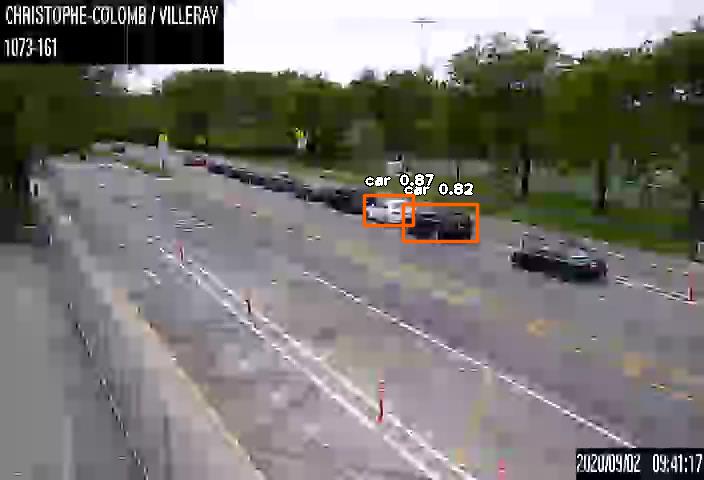 CHRISTOPHE-COLOMB / VILLERAY
1073-161
car 0.87
car 0.82
2020/09/02 09:41:17